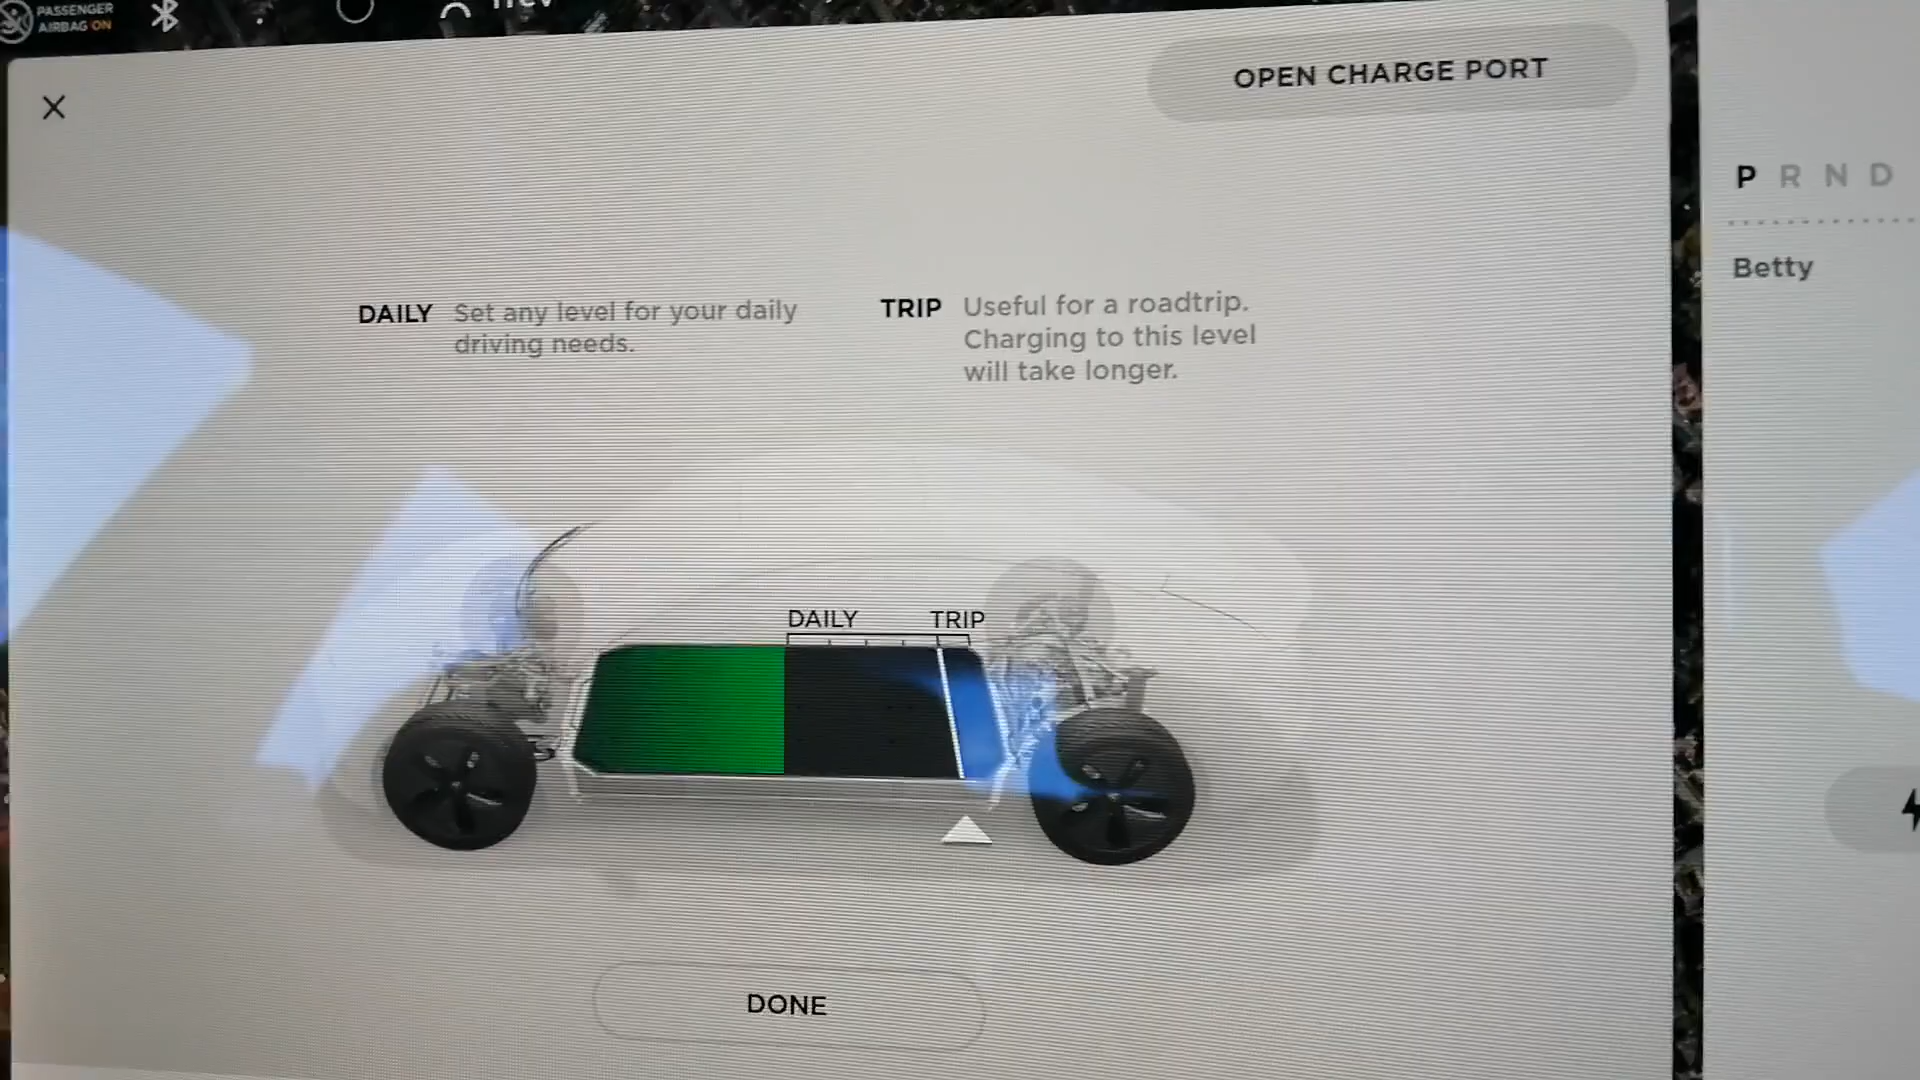 PASSENGER
AIRBAG ON
OPEN CHARGE PORT
P R N D
Betty
DAILY Set any level for your daily
driving needs.
TRIP Useful for a roadtrip.
Charging to this level
will take longer.
DAILY TRIP
DONE